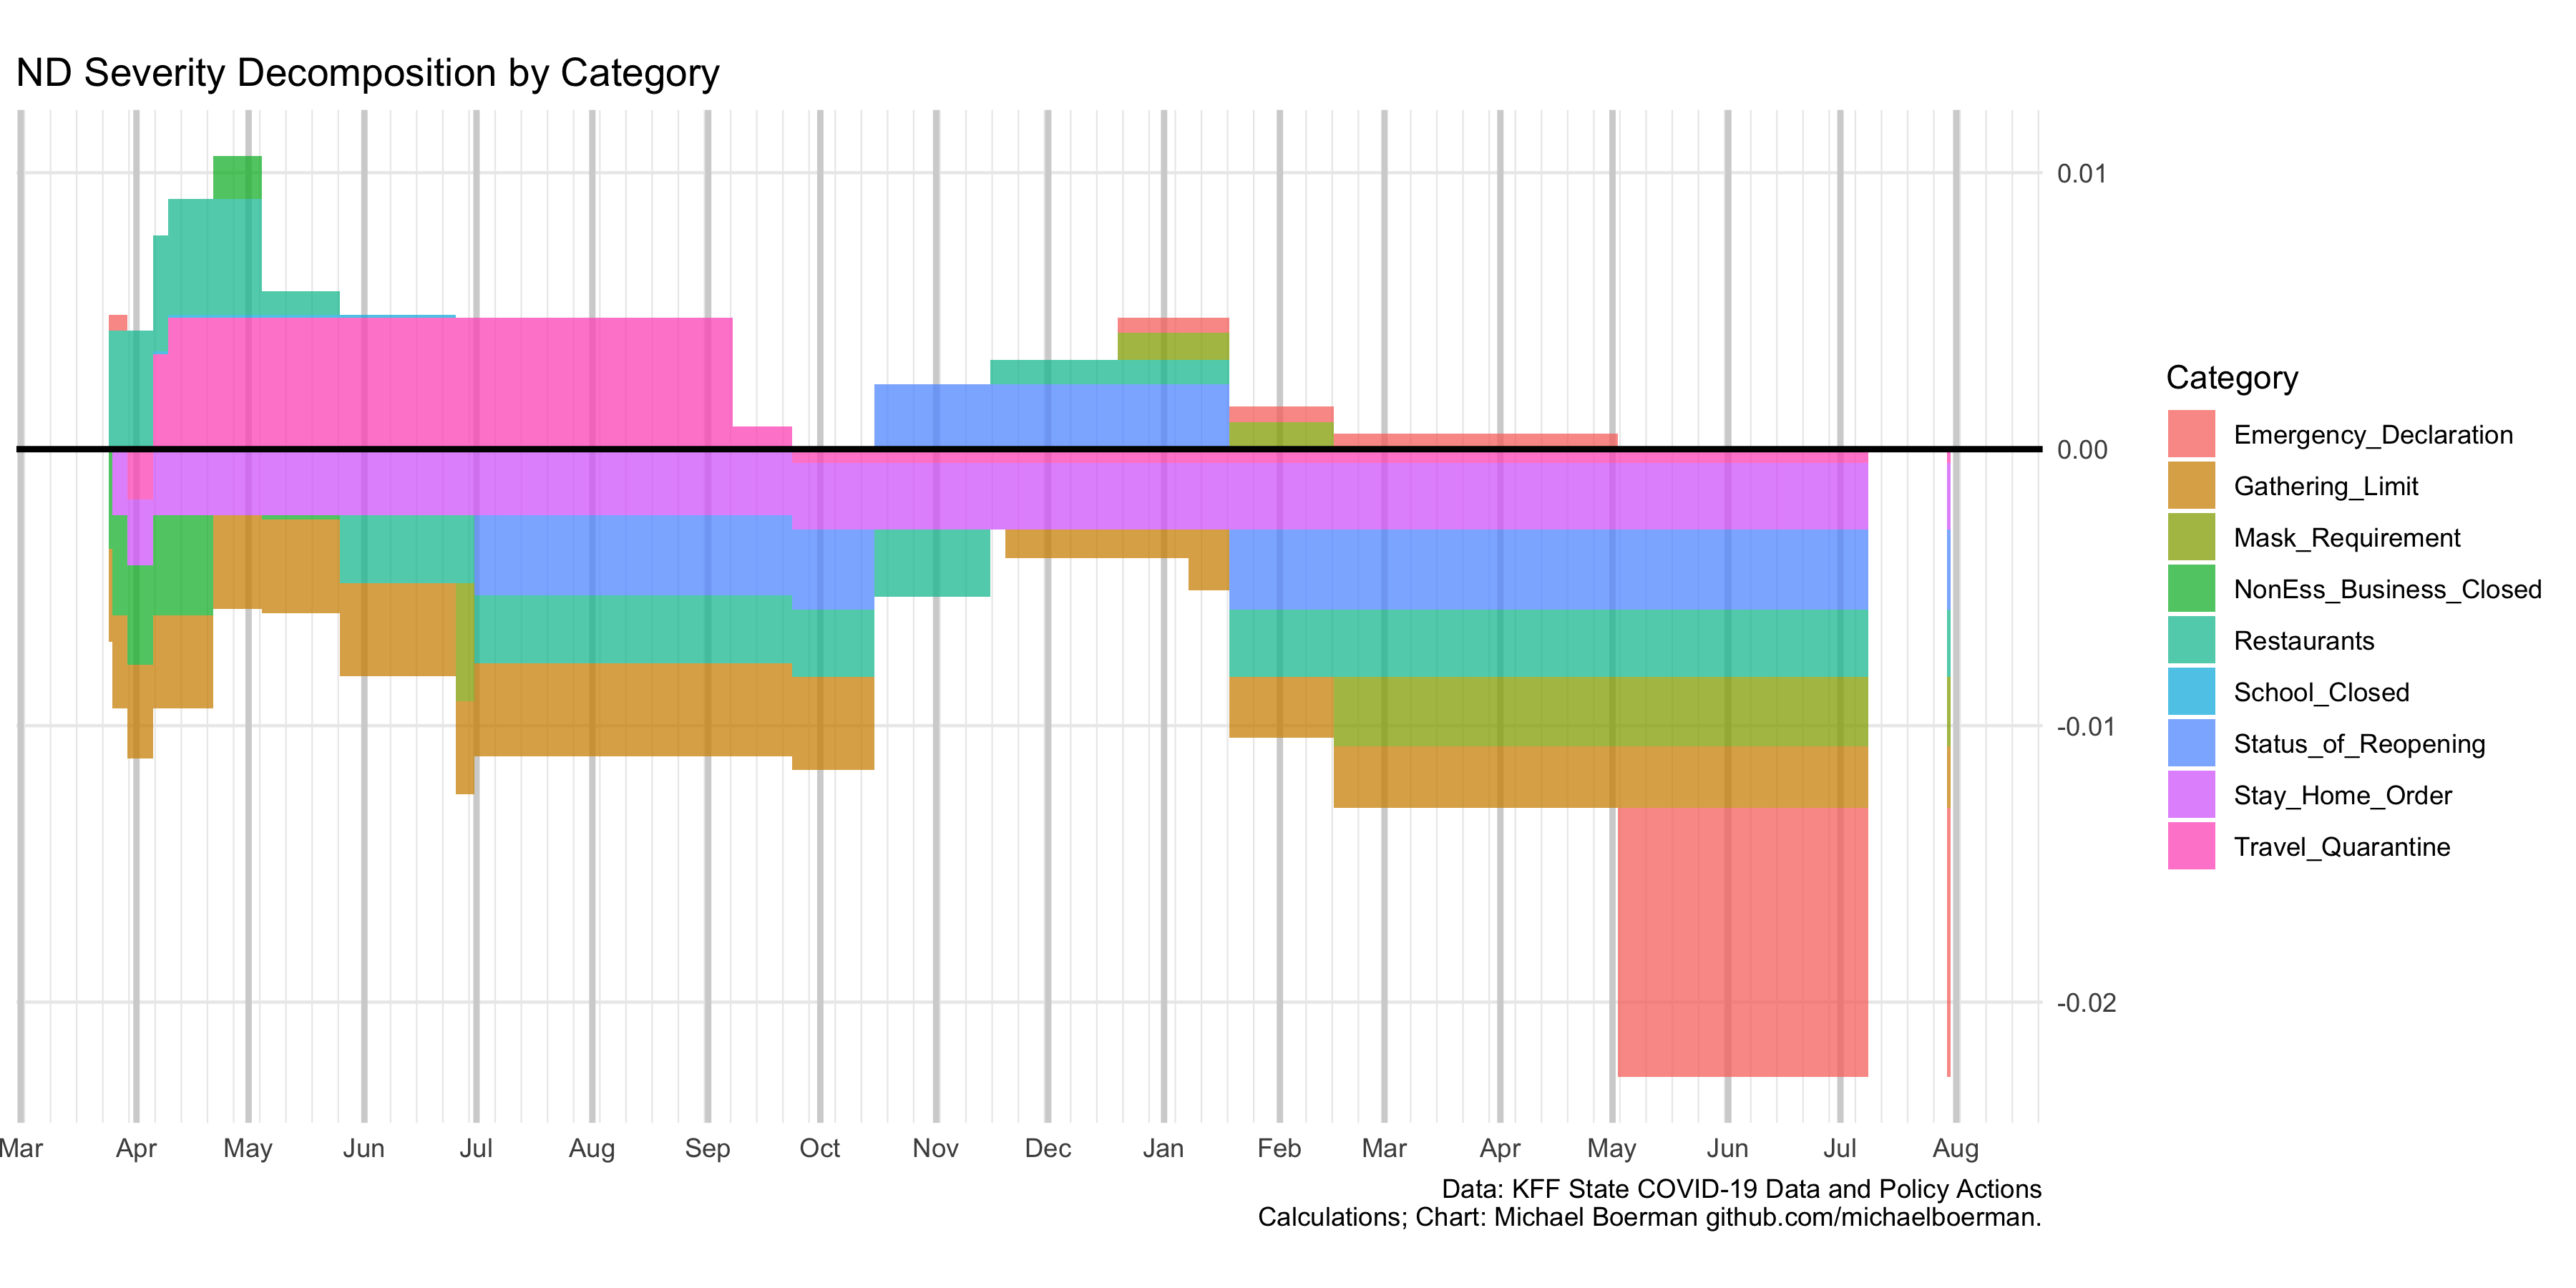 ND Severity Decomposition by Category
0.01
0.00
-0.01
-0.02
Mar Apr May Jun Jul Aug Sep Oct Nov Dec Jan Feb Mar Apr May Jun Jul Aug
Category
Emergency_Declaration
Gathering_Limit
Mask_Requirement
NonEss_Business_Closed
Restaurants
School_Closed
Status_of_Reopening
Stay_Home_Order
Travel_Quarantine
Data: KFF State COVID-19 Data and Policy Actions
Calculations; Chart: Michael Boerman github.com/michaelboerman.